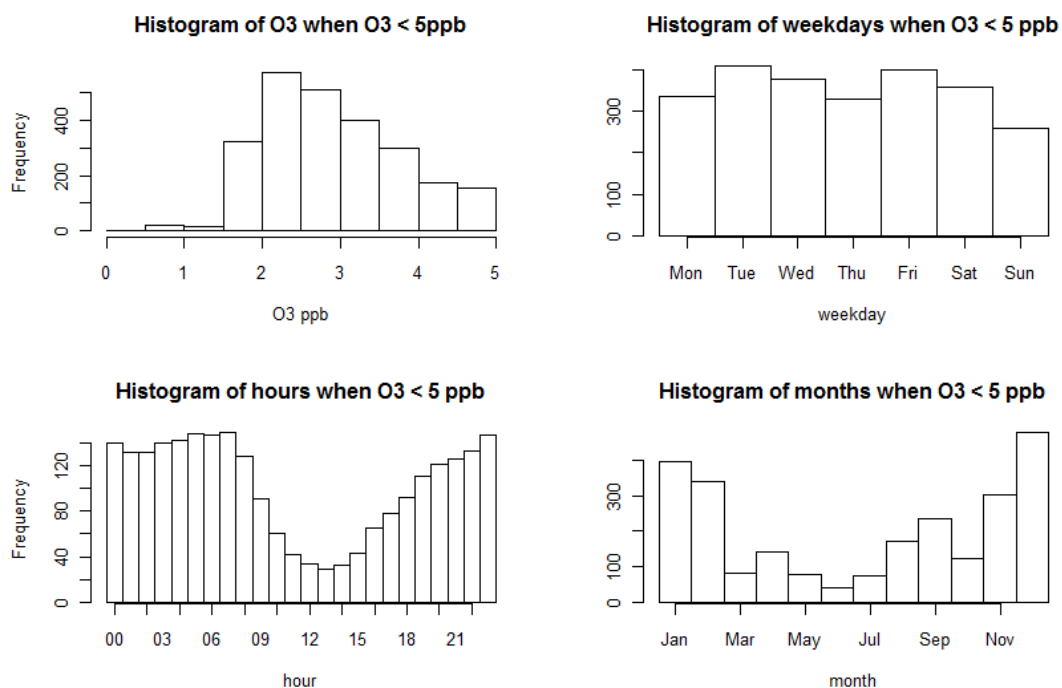 Histogram of O3 when O3 < 5ppb
Frequency
0 200 400
0 1 2 3 4 5
O3 ppb
Histogram of weekdays when O3 < 5 ppb
0 100 300
Mon Tue Wed Thu Fri Sat Sun
weekday
Histogram of hours when O3 < 5 ppb
Frequency
0 40 80 120
00 03 06 09 12 15 18 21
hour
Histogram of months when O3 < 5 ppb
0 100 300
Jan Mar May Jul Sep Nov
month